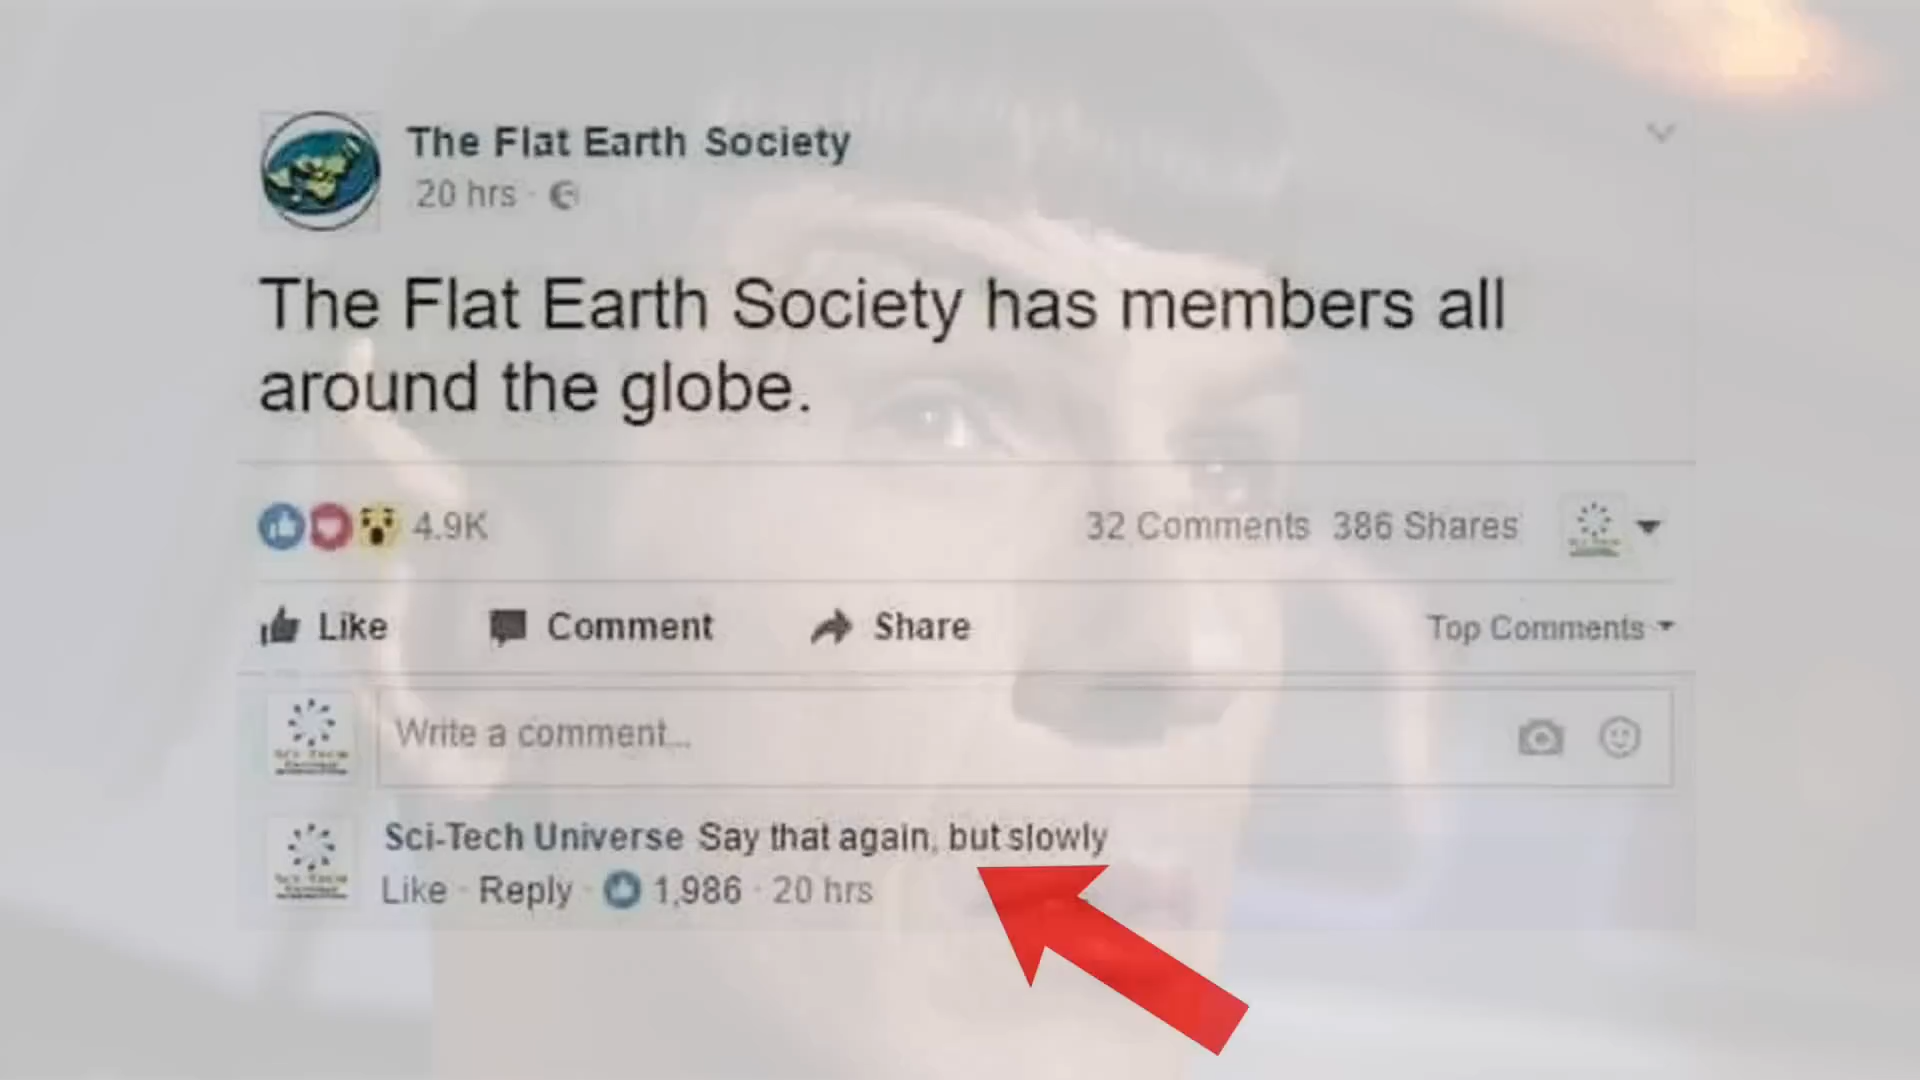 The Flat Earth Society
20 hrs ·
The Flat Earth Society has members all
around the globe.
4.9K
32 Comments 386 Shares
Like Comment Share
Top Comments
Write a comment...
Sci-Tech Universe Say that again, but slowly
Like · Reply · 1,986 · 20 hrs